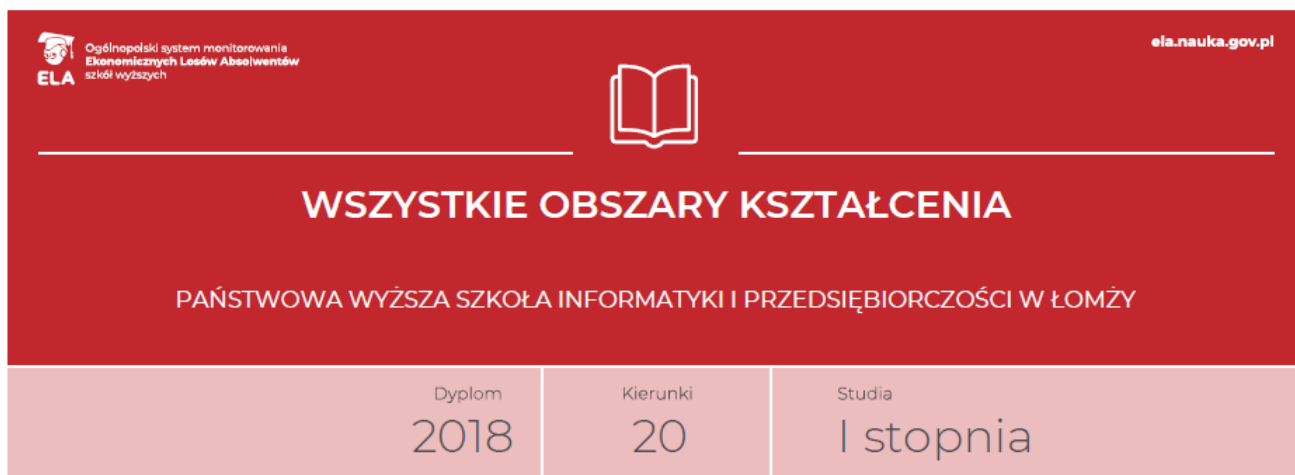 Ogólnopolski system monitorowania
Ekonomicznych Losów Absolwentów
szkół wyższych
ELA
ela.nauka.gov.pl
WSZYSTKIE OBSZARY KSZTAŁCENIA
PAŃSTWOWA WYŻSZA SZKOŁA INFORMATYKI I PRZEDSIĘBIORCZOŚCI W ŁOMŻY
Dyplom
2018
Kierunki
20
Studia
I stopnia